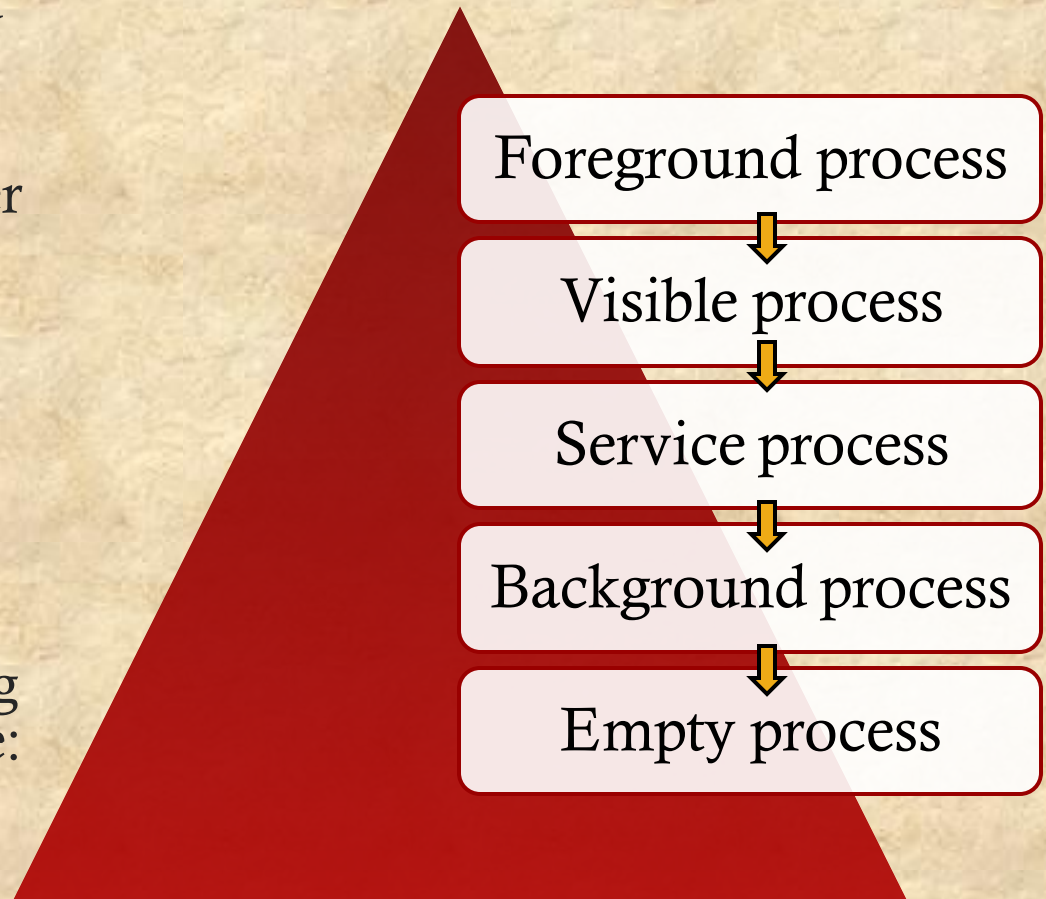 Foreground process
Visible process
Service process
Background process
Empty process